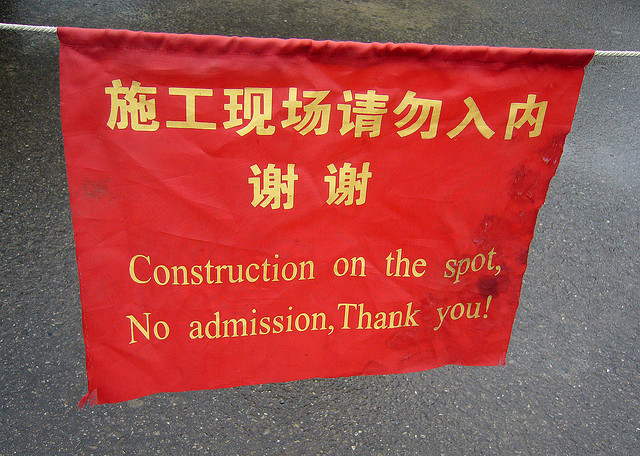 施工现场请勿入内
谢谢
Construction on the spot,
No admission,Thank you!